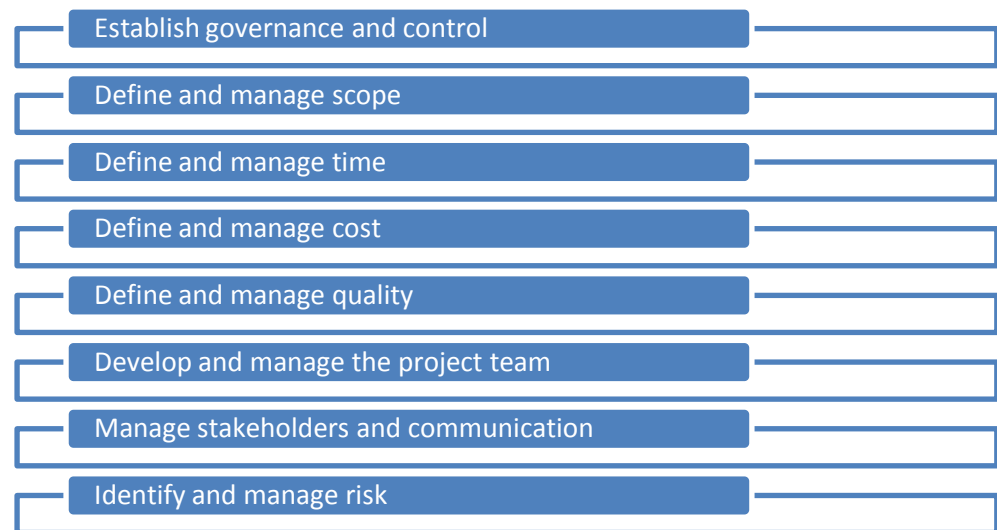 Establish governance and control
Define and manage scope
Define and manage time
Define and manage cost
Define and manage quality
Develop and manage the project team
Manage stakeholders and communication
Identify and manage risk